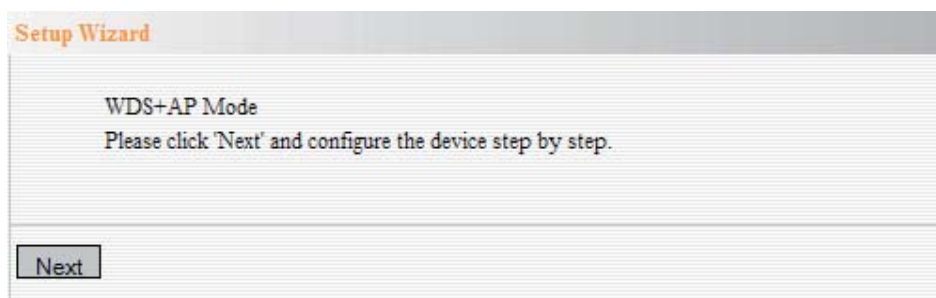 Setup Wizard
WDS+AP Mode
Please click 'Next' and configure the device step by step.
Next